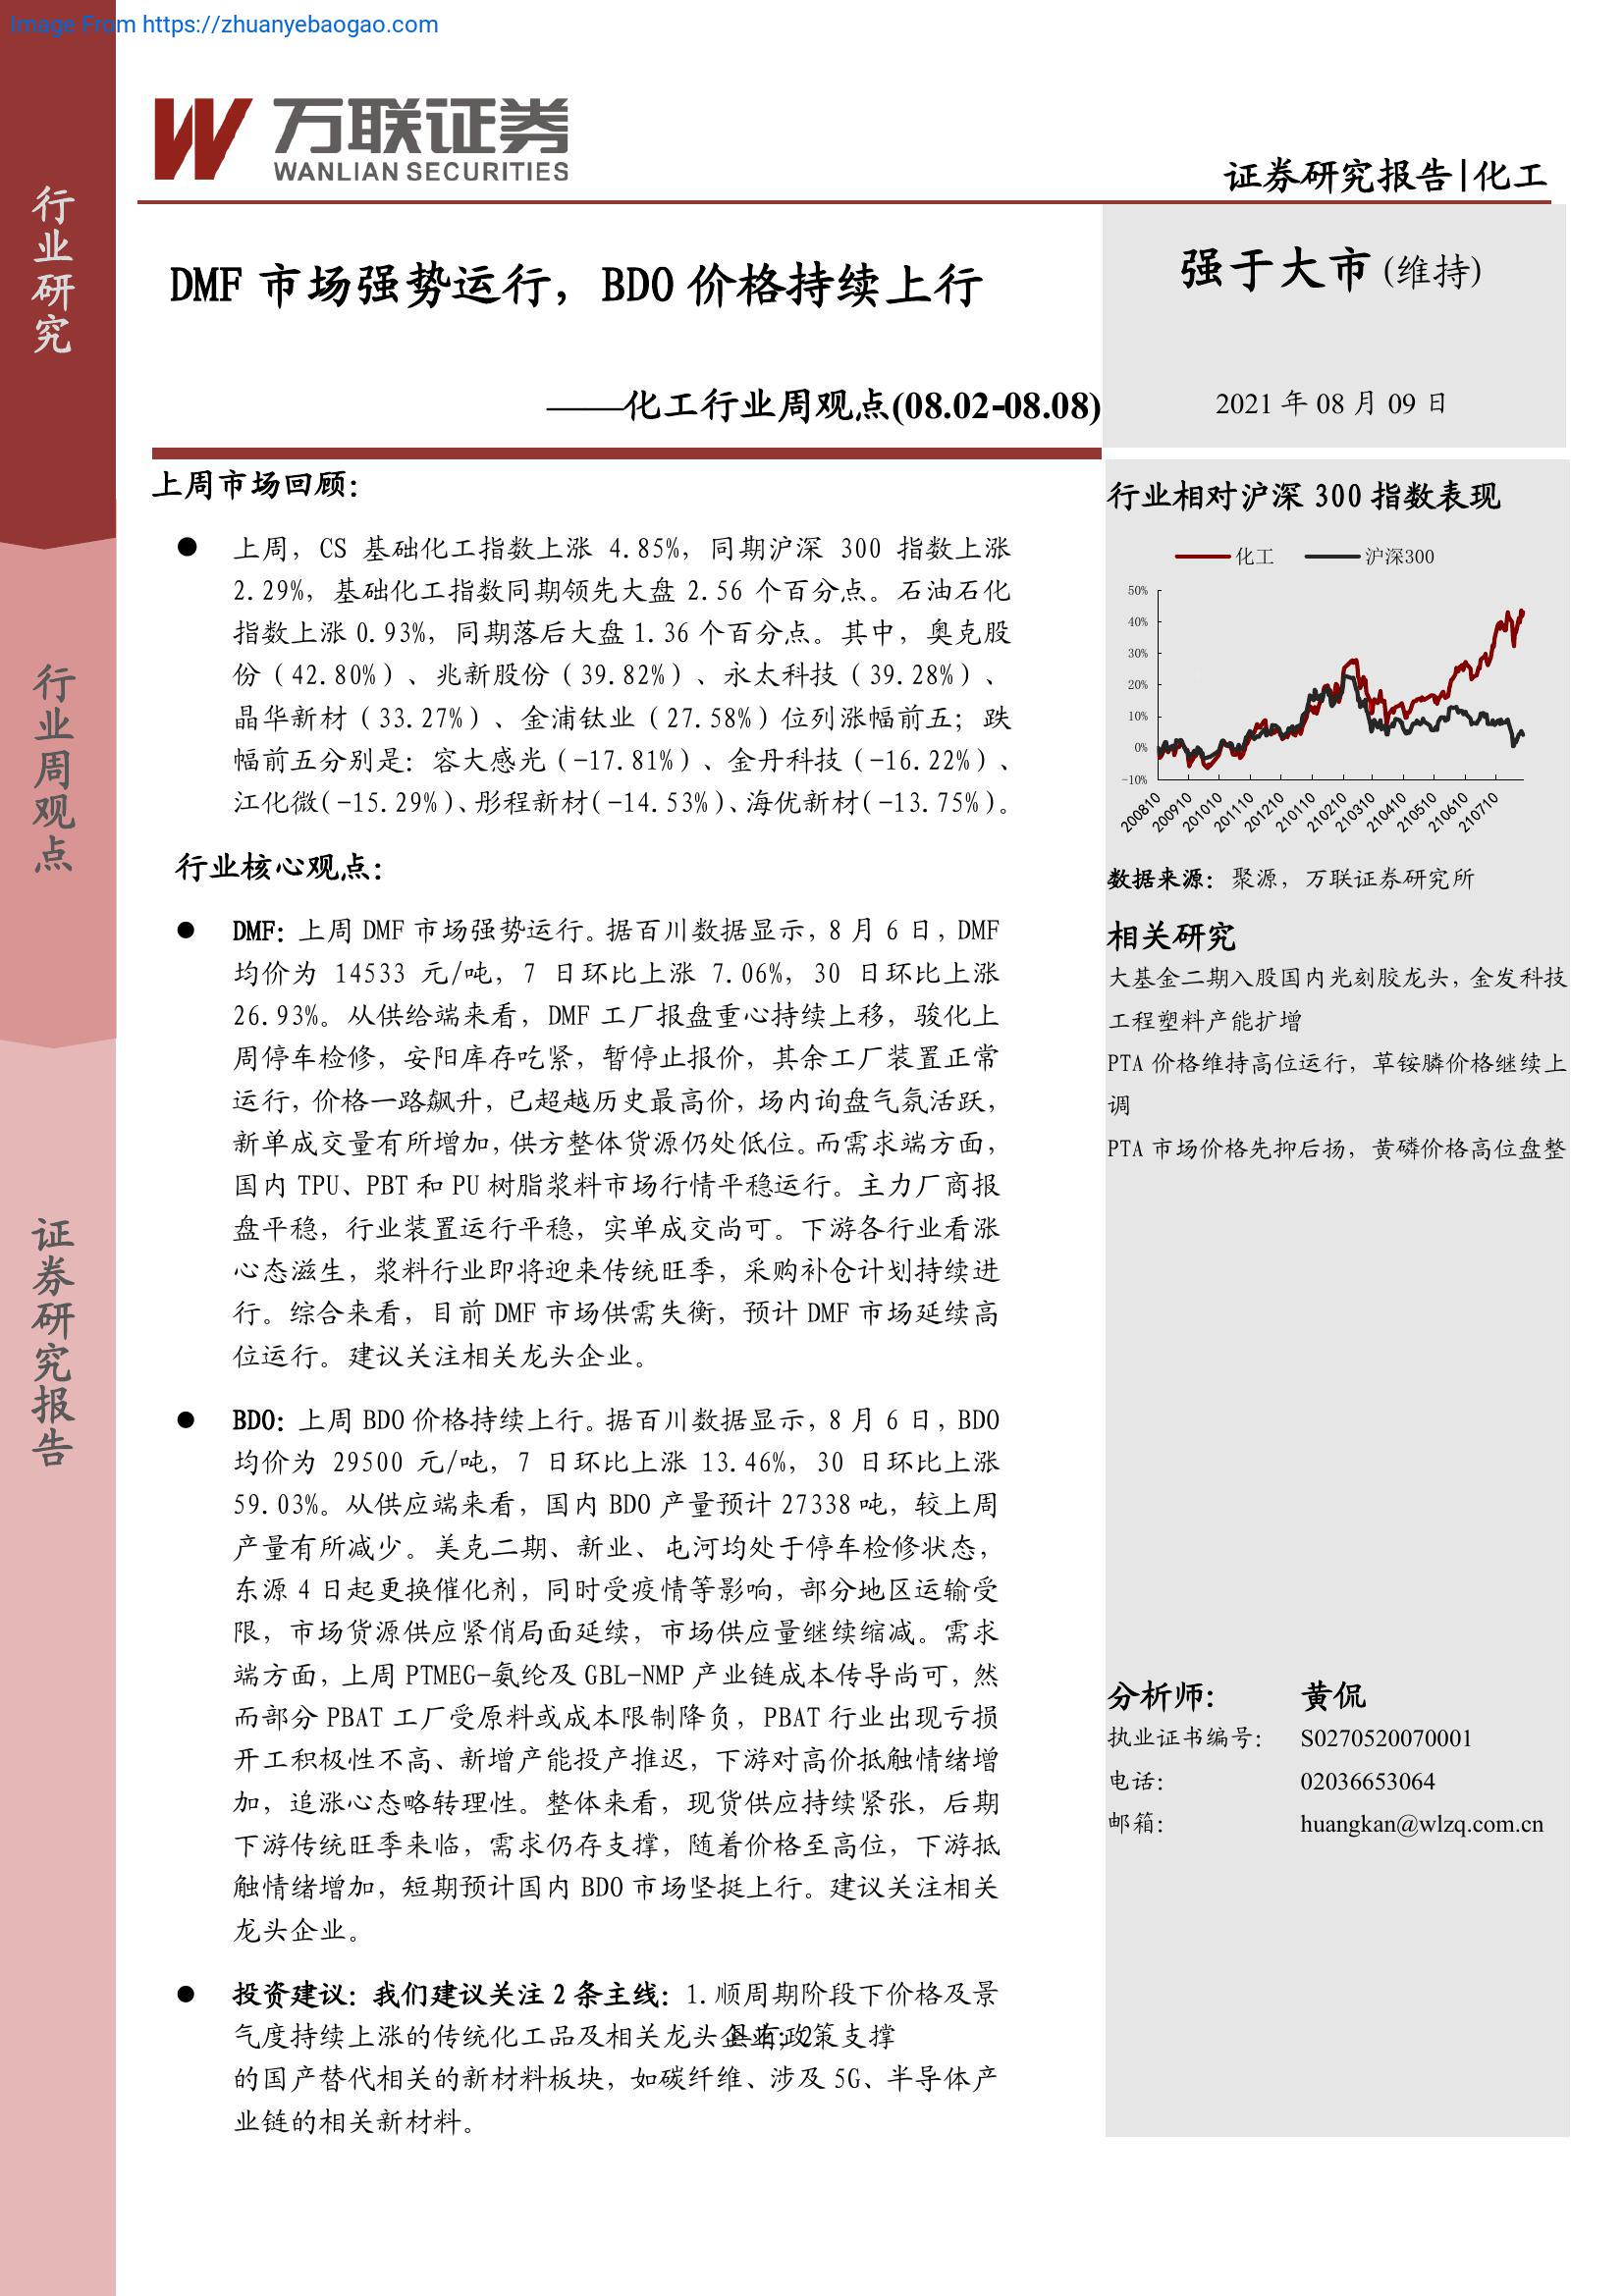 Image From https://zhuanyebaogao.com
万联证券
WANLIAN SECURITIES
证券研究报告|化工
行业研究
行业周观点
证券研究报告
DMF 市场强势运行，BDO 价格持续上行
——化工行业周观点(08.02-08.08)
强于大市(维持)
2021 年 08 月 09 日
上周市场回顾：
● 上周，CS 基础化工指数上涨 4.85%，同期沪深 300 指数上涨
2.29%，基础化工指数同期领先大盘 2.56 个百分点。石油石化
指数上涨 0.93%，同期落后大盘 1.36 个百分点。其中，奥克股
份（42.80%）、兆新股份（39.82%）、永太科技（39.28%）、
晶华新材（33.27%）、金浦钛业（27.58%）位列涨幅前五；跌
幅前五分别是：容大感光（-17.81%）、金丹科技（-16.22%）、
江化微(-15.29%)、彤程新材(-14.53%)、海优新材(-13.75%)。
行业核心观点：
● DMF：上周 DMF 市场强势运行。据百川数据显示，8 月 6 日，DMF
均价为 14533 元/吨，7 日环比上涨 7.06%，30 日环比上涨
26.93%。从供给端来看，DMF 工厂报盘重心持续上移，骏化上
周停车检修，安阳库存吃紧，暂停止报价，其余工厂装置正常
运行，价格一路飙升，已超越历史最高价，场内询盘气氛活跃，
新单成交量有所增加，供方整体货源仍处低位。而需求端方面，
国内 TPU、PBT 和 PU 树脂浆料市场行情平稳运行。主力厂商报
盘平稳，行业装置运行平稳，实单成交尚可。下游各行业看涨
心态滋生，浆料行业即将迎来传统旺季，采购补仓计划持续进
行。综合来看，目前 DMF 市场供需失衡，预计 DMF 市场延续高
位运行。建议关注相关龙头企业。
● BDO：上周 BDO 价格持续上行。据百川数据显示，8 月 6 日，BDO
均价为 29500 元/吨，7 日环比上涨 13.46%，30 日环比上涨
59.03%。从供应端来看，国内 BDO 产量预计 27338 吨，较上周
产量有所减少。美克二期、新业、屯河均处于停车检修状态，
东源 4 日起更换催化剂，同时受疫情等影响，部分地区运输受
限，市场货源供应紧俏局面延续，市场供应量继续缩减。需求
端方面，上周 PTMEG-氨纶及 GBL-NMP 产业链成本传导尚可，然
而部分 PBAT 工厂受原料或成本限制降负，PBAT 行业出现亏损
开工积极性不高、新增产能投产推迟，下游对高价抵触情绪增
加，追涨心态略转理性。整体来看，现货供应持续紧张，后期
下游传统旺季来临，需求仍存支撑，随着价格至高位，下游抵
触情绪增加，短期预计国内 BDO 市场坚挺上行。建议关注相关
龙头企业。
● 投资建议：我们建议关注 2 条主线：1.顺周期阶段下价格及景
气度持续上涨的传统化工品及相关龙头企业；2.具有政策支撑
的国产替代相关的新材料板块，如碳纤维、涉及 5G、半导体产
业链的相关新材料。
行业相对沪深 300 指数表现
化工 沪深300
50%
40%
30%
20%
10%
0%
-10%
200810 200910 201010 201110 201210 210110 210210 210310 210410 210510 210610 210710
数据来源：聚源，万联证券研究所
相关研究
大基金二期入股国内光刻胶龙头，金发科技
工程塑料产能扩增
PTA 价格维持高位运行，草铵膦价格继续上
调
PTA 市场价格先抑后扬，黄磷价格高位盘整
分析师： 黄侃
执业证书编号： S0270520070001
电话： 02036653064
邮箱： huangkan@wlzq.com.cn